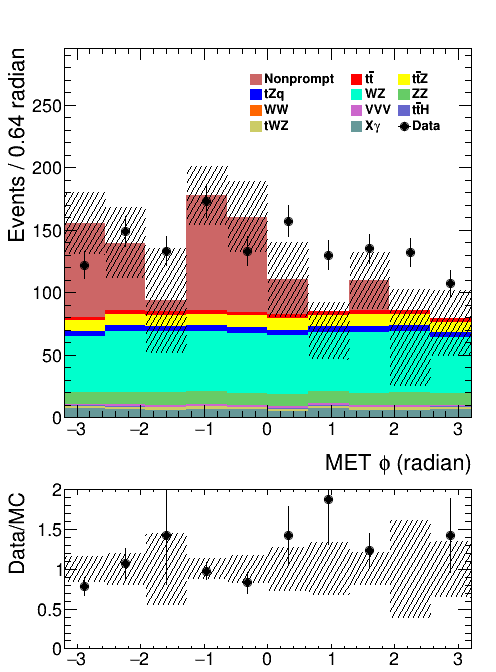 Events / 0.64 radian
250
200
150
100
50
0
Nonprompt tt̄ tt̄Z
tZq WZ ZZ
WW VVV tt̄H
tWZ Xγ Data
−3 −2 −1 0 1 2 3
MET ϕ (radian)
Data/MC
2
1.5
1
0.5
0
−3 −2 −1 0 1 2 3